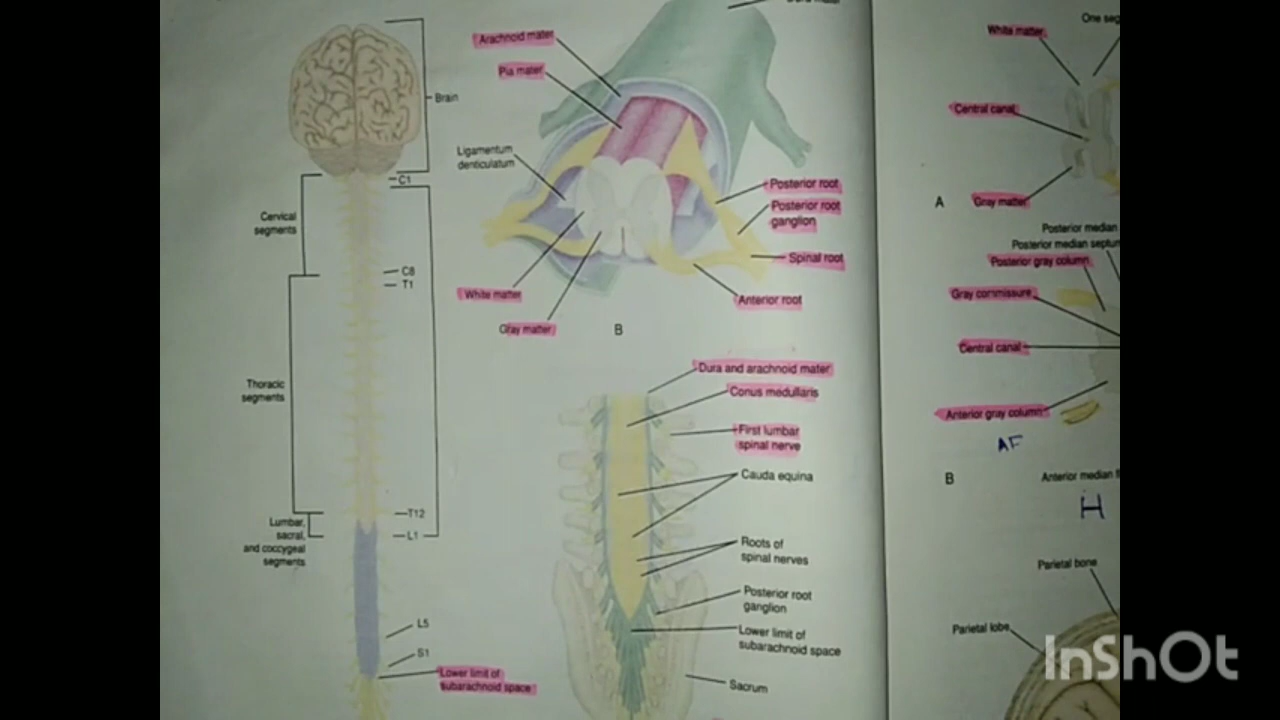 Brain
C1
Cervical
segments
C8
T1
Thoracic
segments
T12
Lumbar,
sacral,
and coccygeal
segments
L1
L5
S1
Lower limit of
subarachnoid space
Arachnoid mater
Pia mater
Ligamentum
denticulatum
White matter
Gray matter
Posterior root
Posterior root
ganglion
Spinal root
Anterior root
B
Dura and arachnoid mater
Conus medullaris
First lumbar
spinal nerve
Cauda equina
Roots of
spinal nerves
Posterior root
ganglion
Lower limit of
subarachnoid space
Sacrum
One seg
White matter
Central canal
A
Gray matter
Posterior median
Posterior median septum
Posterior gray column
Gray commissure
Central canal
Anterior gray column
AF
B
Anterior median f
H
Parietal bone
Parietal lobe
InShOt